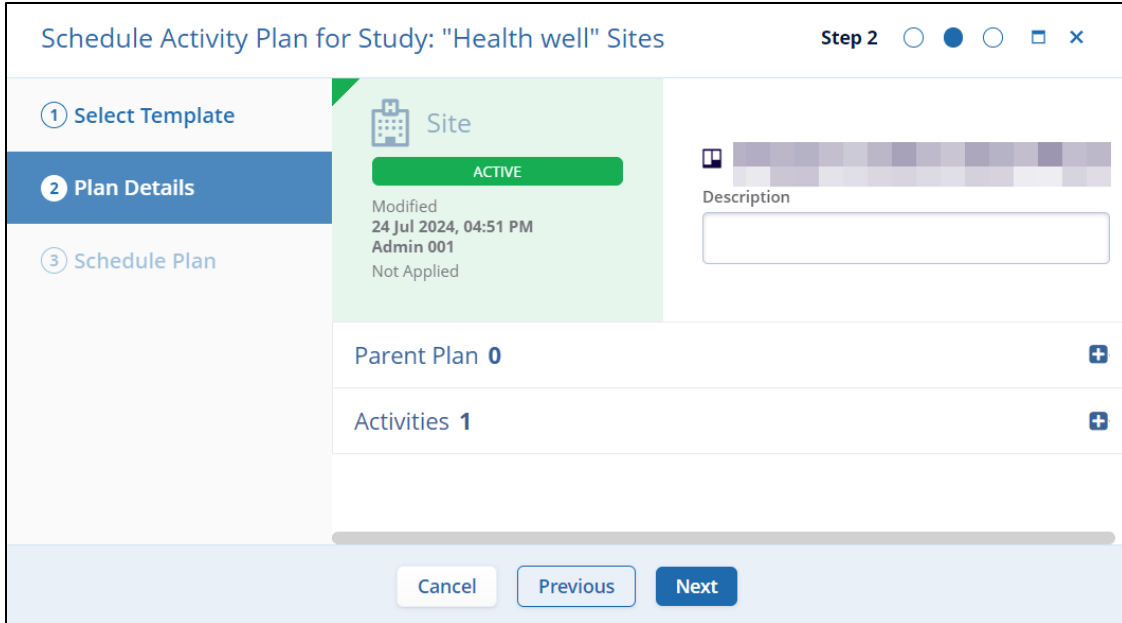 Schedule Activity Plan for Study: "Health well" Sites
Step 2
1 Select Template
2 Plan Details
3 Schedule Plan
Site
ACTIVE
Modified
24 Jul 2024, 04:51 PM
Admin 001
Not Applied
Description
Parent Plan 0
Activities 1
Cancel
Previous
Next